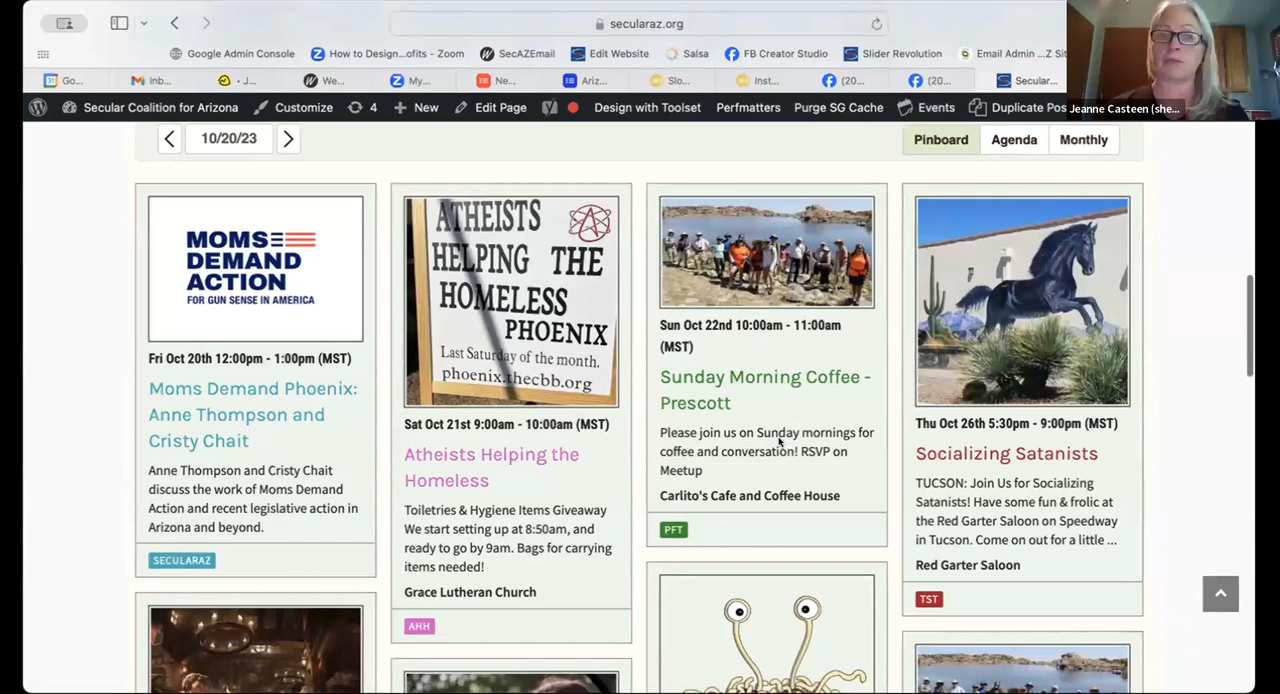 secularaz.org
Google Admin Console
How to Design...ofits - Zoom
SecAZEmail
Edit Website
Salsa
FB Creator Studio
Slider Revolution
Email Admin ...Z Sit
Go...
Inb...
· J...
We...
My...
Ne...
Ariz...
Slo...
Inst...
(20...
(20...
Secular...
Jeanne Casteen (she...
Secular Coalition for Arizona
Customize
4
New
Edit Page
Design with Toolset
Perfmatters
Purge SG Cache
Events
Duplicate Pos
10/20/23
Pinboard
Agenda
Monthly
MOMS
DEMAND
ACTION
FOR GUN SENSE IN AMERICA
Fri Oct 20th 12:00pm - 1:00pm (MST)
Moms Demand Phoenix:
Anne Thompson and
Cristy Chait
Anne Thompson and Cristy Chait
discuss the work of Moms Demand
Action and recent legislative action in
Arizona and beyond.
SECULARAZ
ATHEISTS
HELPING THE
HOMELESS
PHOENIX
Last Saturday of the month.
phoenix.thecbb.org
Sat Oct 21st 9:00am - 10:00am (MST)
Atheists Helping the
Homeless
Toiletries & Hygiene Items Giveaway
We start setting up at 8:50am, and
ready to go by 9am. Bags for carrying
items needed!
Grace Lutheran Church
AHH
Sun Oct 22nd 10:00am - 11:00am
(MST)
Sunday Morning Coffee -
Prescott
Please join us on Sunday mornings for
coffee and conversation! RSVP on
Meetup
Carlito's Cafe and Coffee House
PFT
Thu Oct 26th 5:30pm - 9:00pm (MST)
Socializing Satanists
TUCSON: Join Us for Socializing
Satanists! Have some fun & frolic at
the Red Garter Saloon on Speedway
in Tucson. Come on out for a little ...
Red Garter Saloon
TST